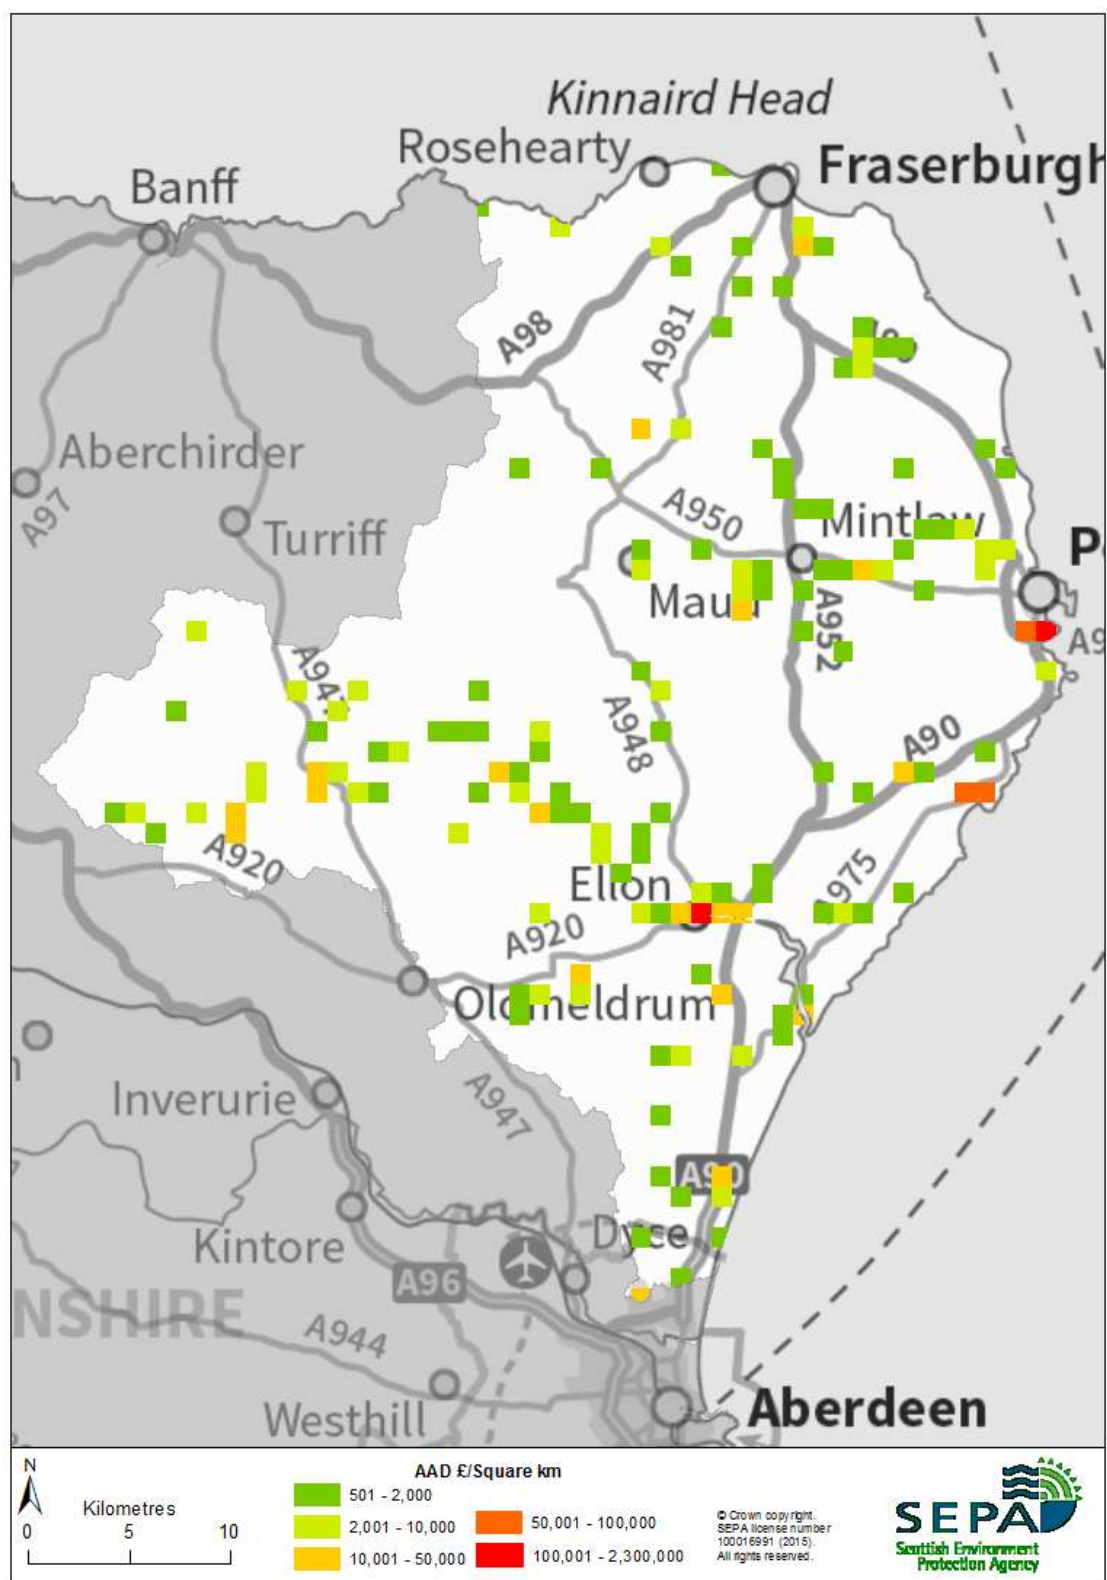 Kinnaird Head
Rosehearty
Fraserburgh
Banff
A98
A981
Aberchirder
A97
Turriff
A950
Mintlaw
Maud
A952
A947
A948
A90
A920
Ellon
A975
A920
Oldmeldrum
Inverurie
A947
A90
Kintore
Dyce
A96
NSHIRE
A944
Westhill
Aberdeen
N
Kilometres
0 5 10
AAD £/Square km
501 - 2,000
2,001 - 10,000
10,001 - 50,000
50,001 - 100,000
100,001 - 2,300,000
© Crown copyright.
SEPA license number
100016991 (2015).
All rights reserved.
SEPA
Scottish Environment
Protection Agency